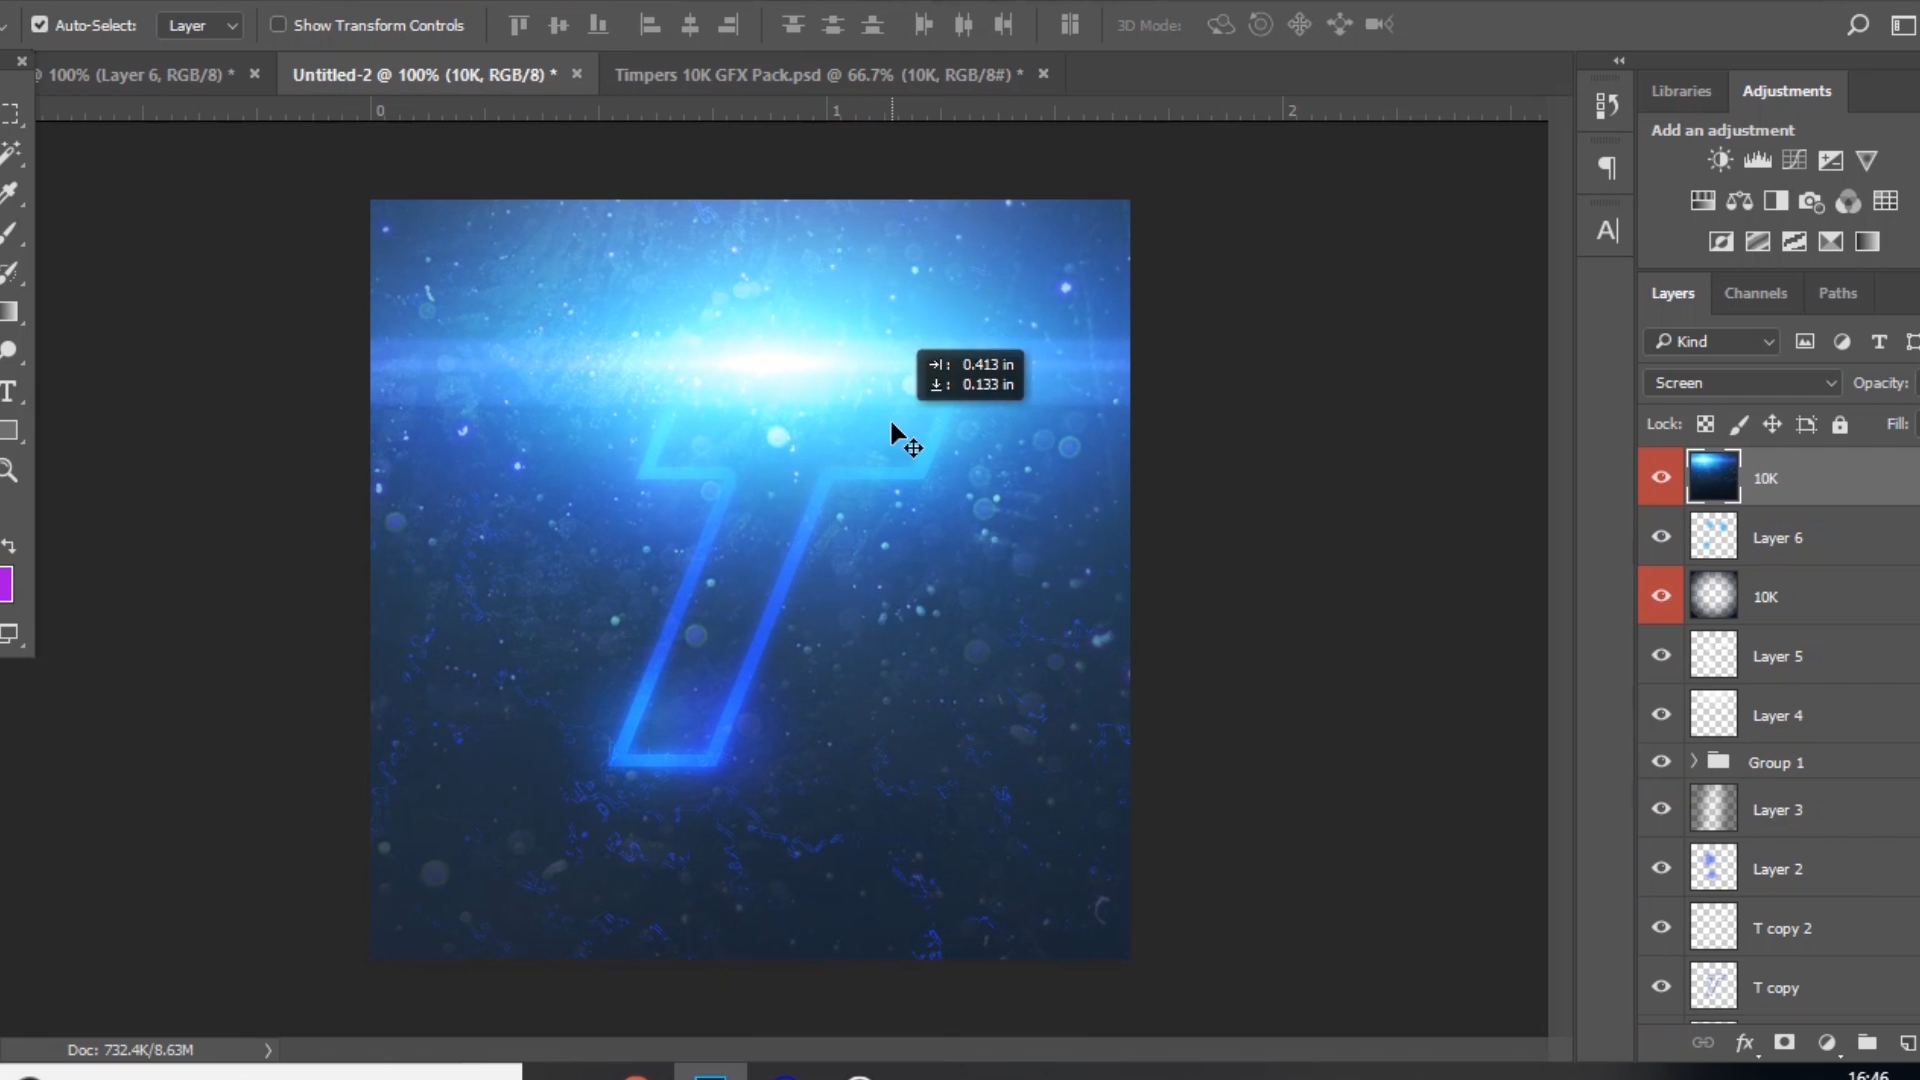 Auto-Select: Layer Show Transform Controls 3D Mode:
100% (Layer 6, RGB/8) * Untitled-2 @ 100% (10K, RGB/8) * Timpers 10K GFX Pack.psd @ 66.7% (10K, RGB/8#) *
0 1 2
Libraries Adjustments
Add an adjustment
Layers Channels Paths
Kind
Screen Opacity:
Lock: Fill:
10K
Layer 6
10K
Layer 5
Layer 4
Group 1
Layer 3
Layer 2
T copy 2
T copy
0.413 in
0.133 in
T
Doc: 732.4K/8.63M
16:46